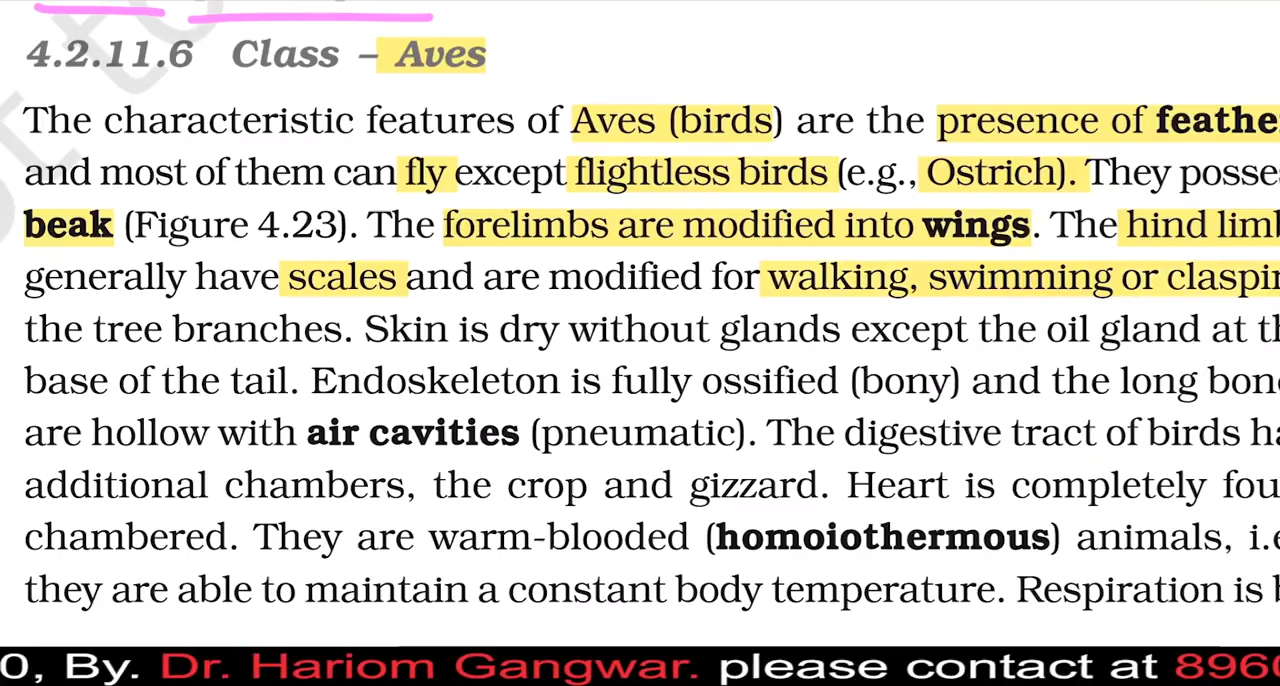 4.2.11.6 Class – Aves
The characteristic features of Aves (birds) are the presence of feathe
and most of them can fly except flightless birds (e.g., Ostrich). They posse
beak (Figure 4.23). The forelimbs are modified into wings. The hind limb
generally have scales and are modified for walking, swimming or claspin
the tree branches. Skin is dry without glands except the oil gland at th
base of the tail. Endoskeleton is fully ossified (bony) and the long bon
are hollow with air cavities (pneumatic). The digestive tract of birds ha
additional chambers, the crop and gizzard. Heart is completely fou
chambered. They are warm-blooded (homoiothermous) animals, i.e
they are able to maintain a constant body temperature. Respiration is b
0, By. Dr. Hariom Gangwar. please contact at 896